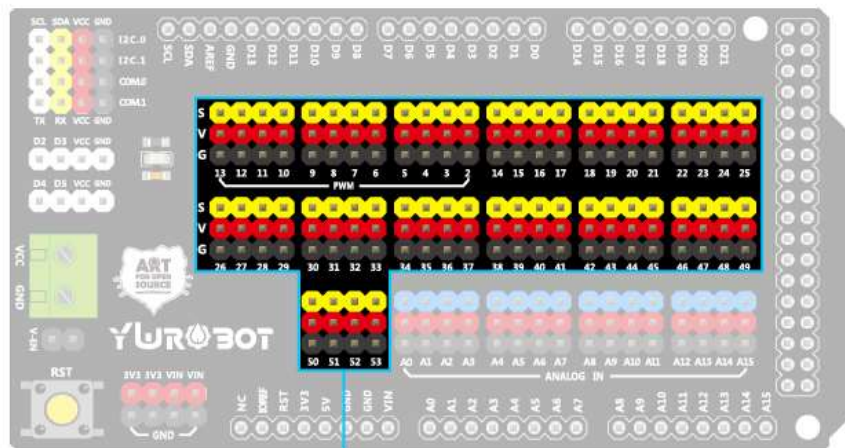 SCL SDA VCC GND
I2C.0
I2C.1
COM.0
COM.1
TX RX VCC GND
SCL SDA AREF GND D13 D12 D11 D10 D9 D8 D7 D6 D5 D4 D3 D2 D1 D0 D14 D15 D16 D17 D18 D19 D20 D21
D2 D3 VCC GND
D4 D5 VCC GND
S
V
G
13 12 11 10 9 8 7 6 5 4 3 2 14 15 16 17 18 19 20 21 22 23 24 25
PWM
S
V
G
26 27 28 29 30 31 32 33 34 35 36 37 38 39 40 41 42 43 44 45 46 47 48 49
VCC
GND
V-IN
ART
FOR OPEN
SOURCE
YWROBOT
50 51 52 53 A0 A1 A2 A3 A4 A5 A6 A7 A8 A9 A10 A11 A12 A13 A14 A15
ANALOG IN
RST
3V3 3V3 VIN VIN
GND
NC IOREF RST 3V3 5V GND GND VIN A0 A1 A2 A3 A4 A5 A6 A7 A8 A9 A10 A11 A12 A13 A14 A15